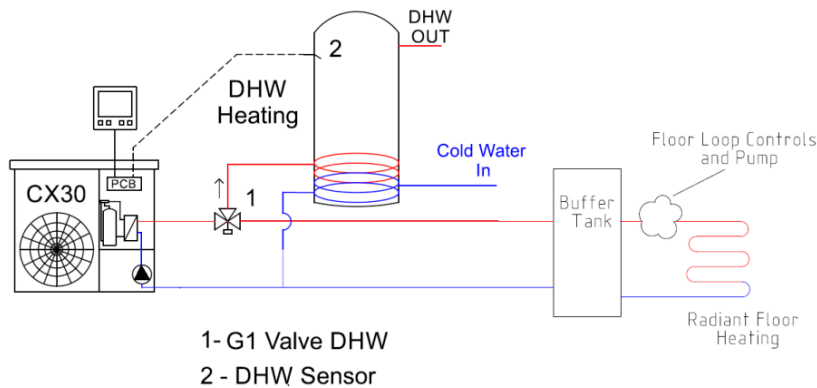 DHW
OUT
2
DHW
Heating
Cold Water
In
Floor Loop Controls
and Pump
PCB
CX30
1
Buffer
Tank
Radiant Floor
Heating
1- G1 Valve DHW
2 - DHW Sensor